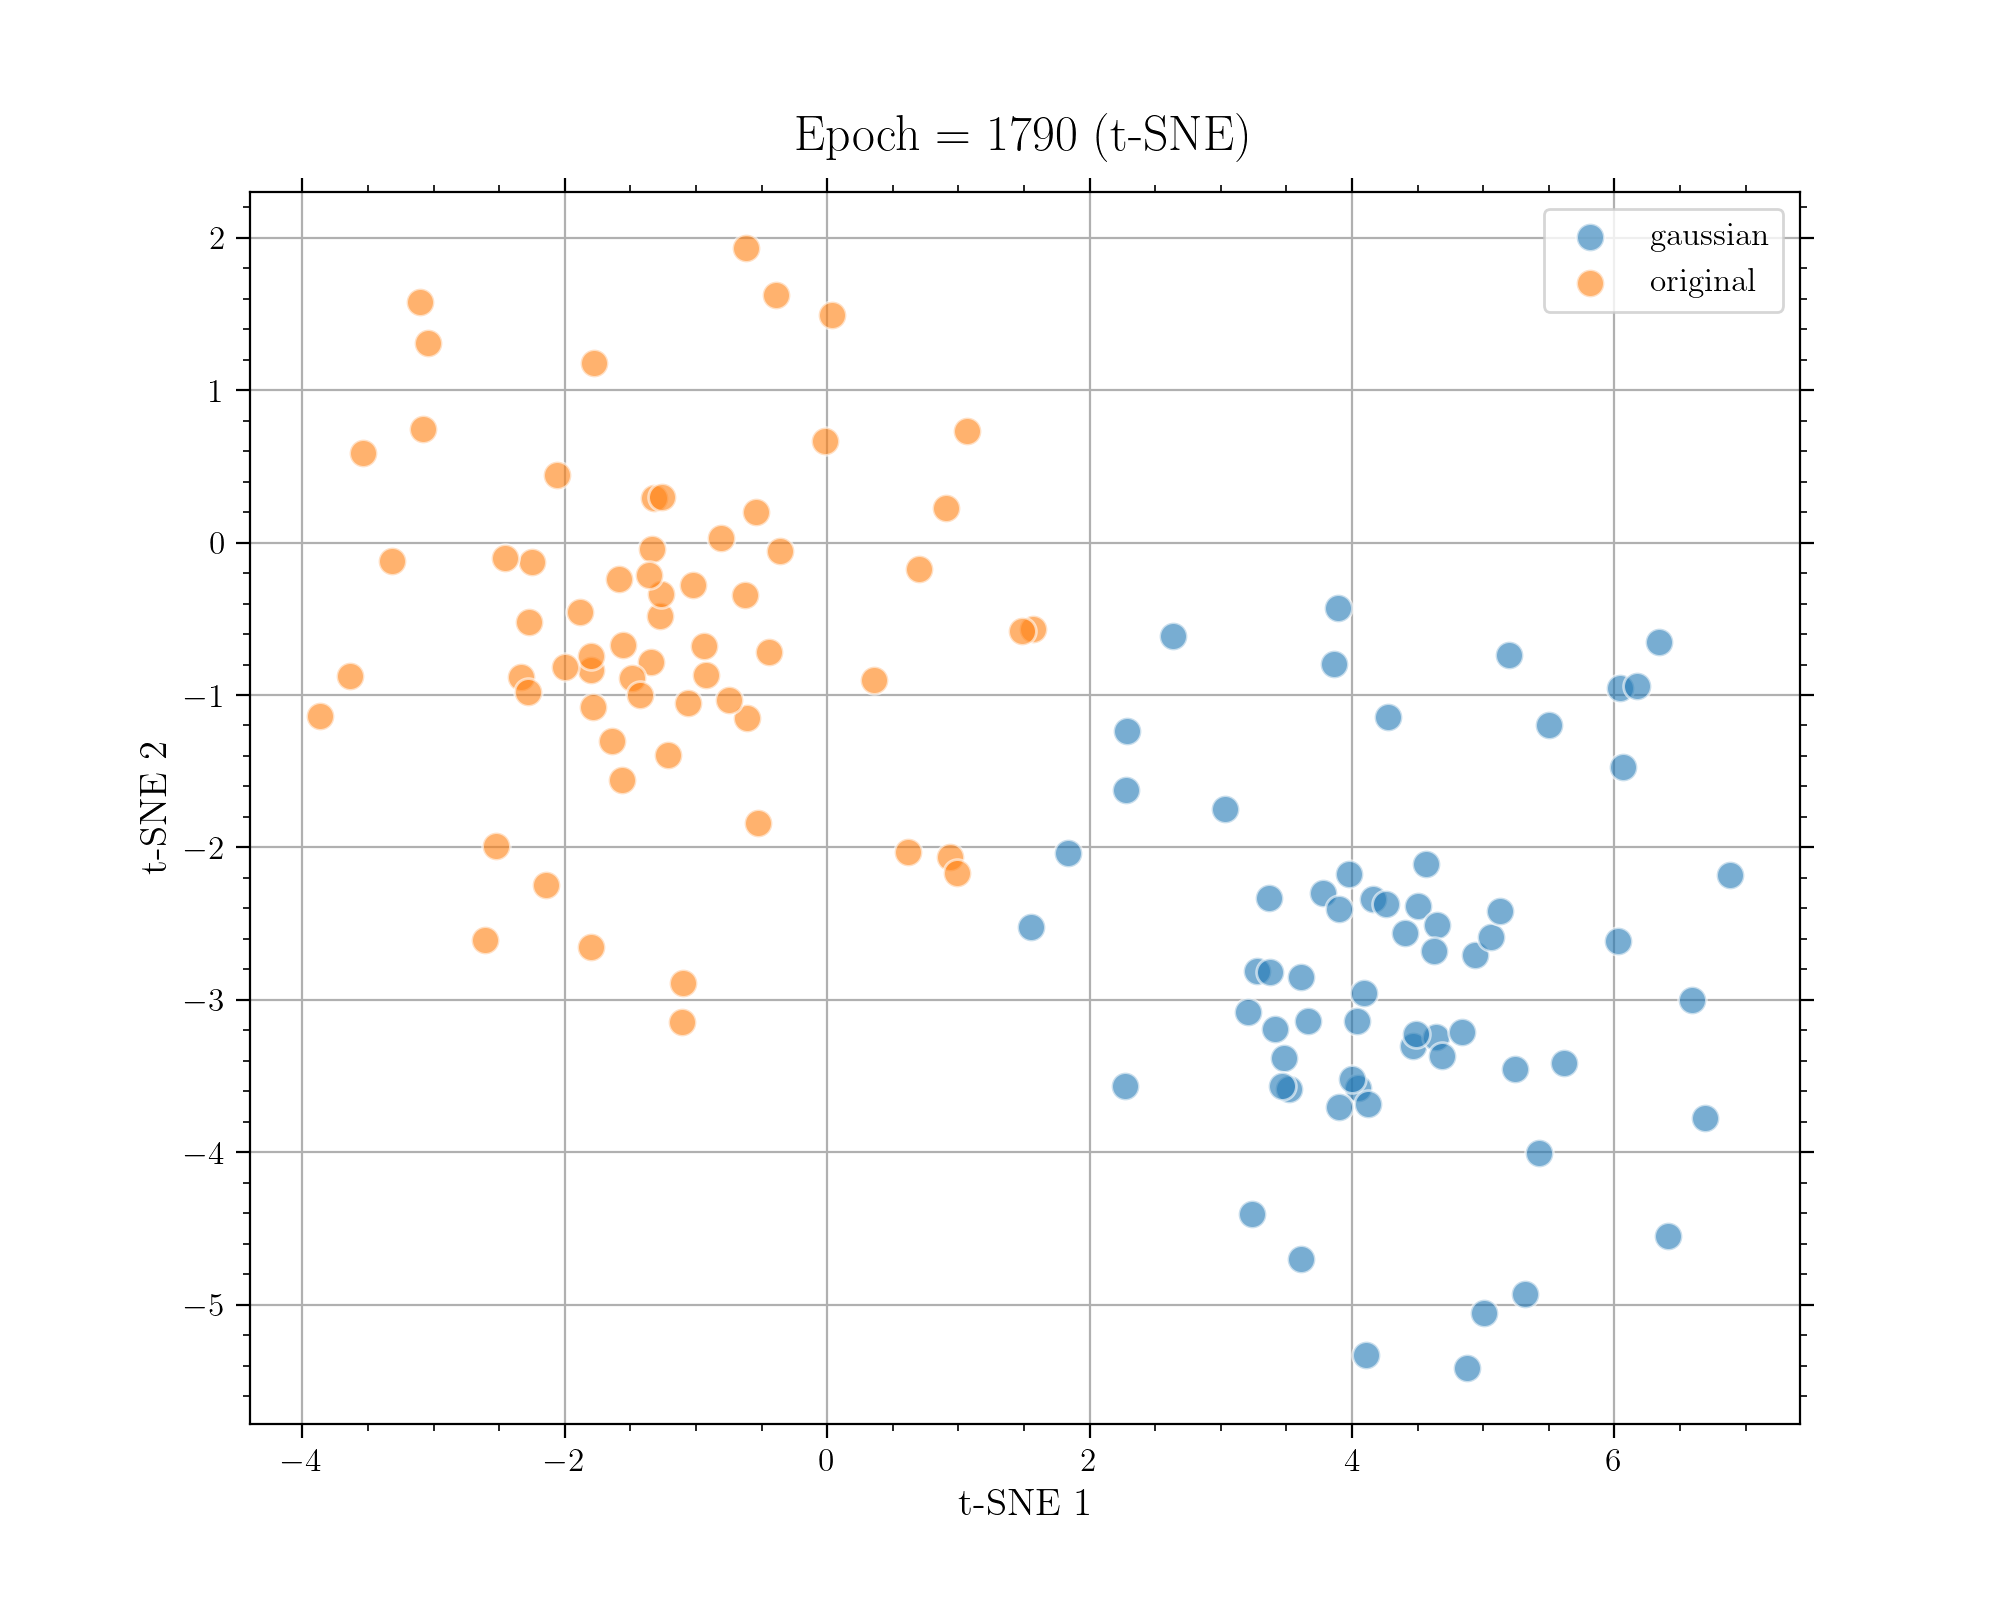 Epoch = 1790 (t-SNE)
gaussian
original
2
1
0
−1
−2
−3
−4
−5
t-SNE 2
−4
−2
0
2
4
6
t-SNE 1